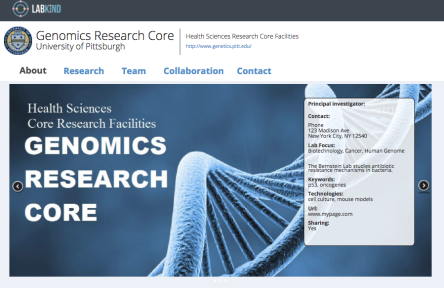 LABKIND
Genomics Research Core
University of Pittsburgh
Health Sciences Research Core Facilities
http://www.genetics.pitt.edu/
About Research Team Collaboration Contact
Health Sciences
Core Research Facilities
GENOMICS
RESEARCH
CORE
Principal Investigator:
Contact:
Phone
123 Madison Ave
New York City, NY 12540
Lab Focus:
Biotechnology, Cancer, Human Genome
The Bernstein Lab studies antibiotic
resistance mechanisms in bacteria.
Keywords:
p53, oncogenes
Technologies:
cell culture, mouse models
Url:
www.mypage.com
Sharing:
Yes